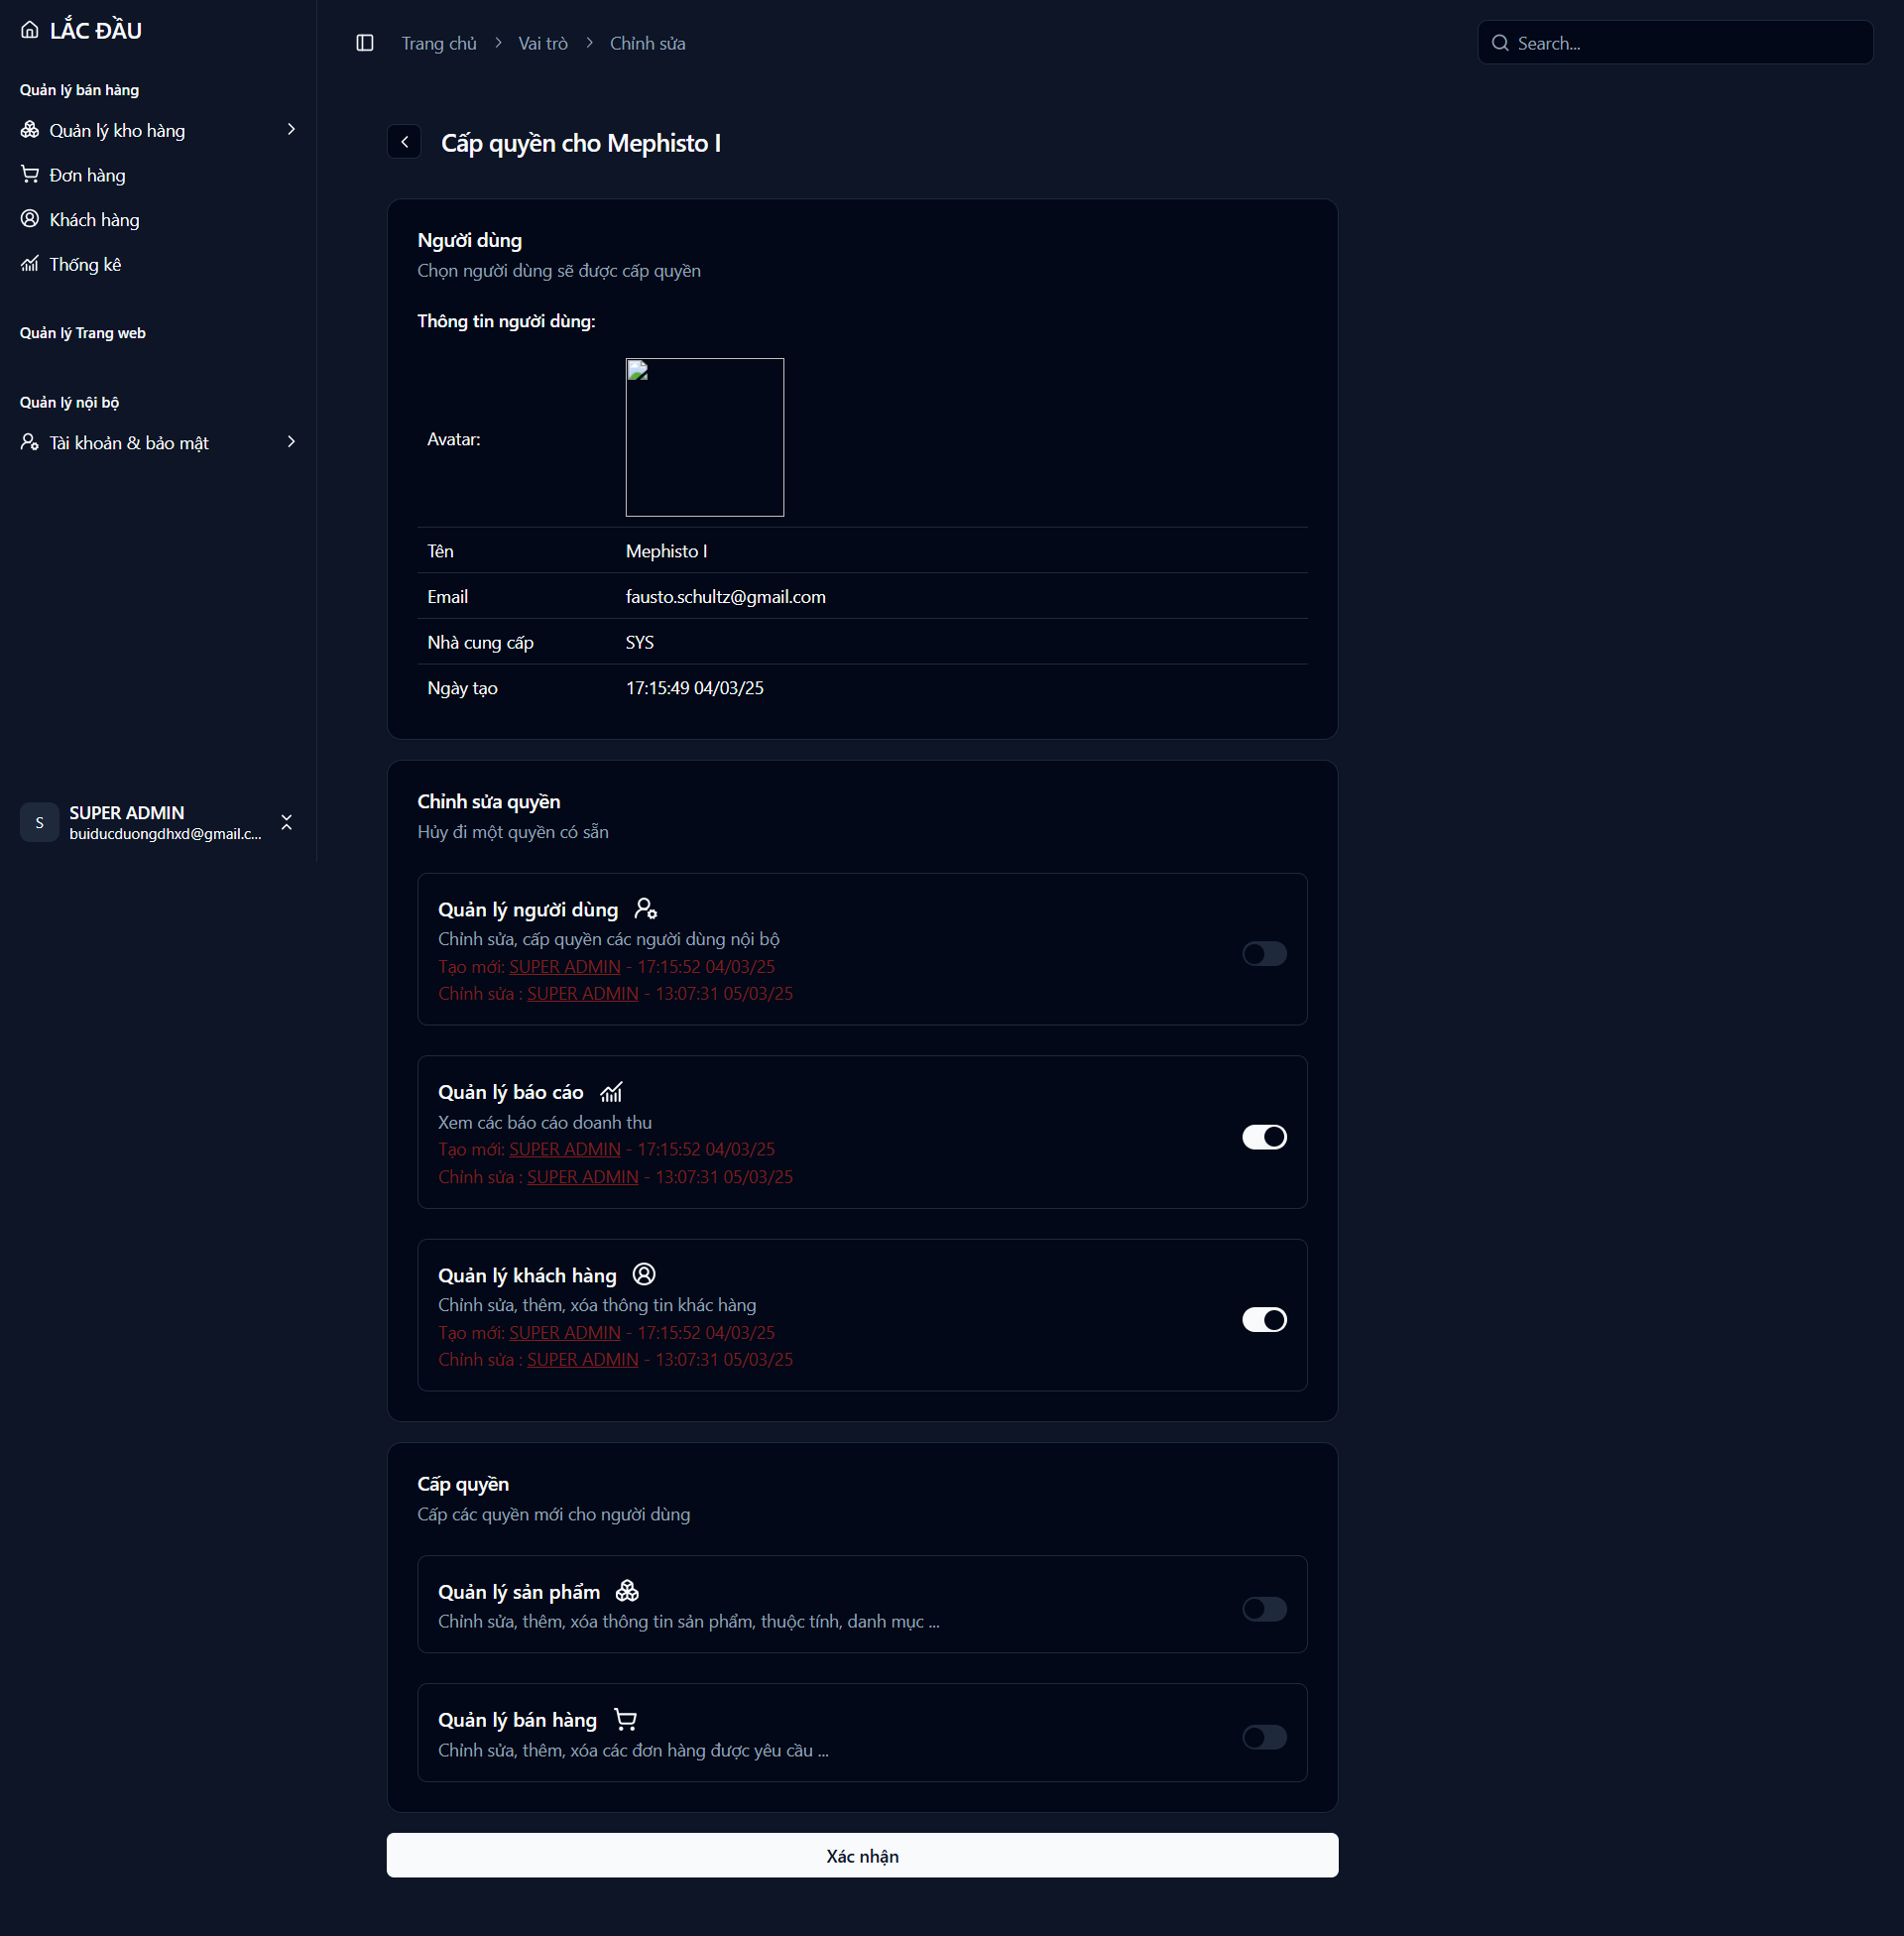 LẮC ĐẦU
Quản lý bán hàng
Quản lý kho hàng
Đơn hàng
Khách hàng
Thống kê
Quản lý Trang web
Quản lý nội bộ
Tài khoản & bảo mật
S
SUPER ADMIN
buiducduongdhxd@gmail.c...
Trang chủ
Vai trò
Chỉnh sửa
Search...
Cấp quyền cho Mephisto I
Người dùng
Chọn người dùng sẽ được cấp quyền
Thông tin người dùng:
Avatar:
Tên Mephisto I
Email fausto.schultz@gmail.com
Nhà cung cấp SYS
Ngày tạo 17:15:49 04/03/25
Chỉnh sửa quyền
Hủy đi một quyền có sẵn
Quản lý người dùng
Chỉnh sửa, cấp quyền các người dùng nội bộ
Tạo mới: SUPER ADMIN - 17:15:52 04/03/25
Chỉnh sửa : SUPER ADMIN - 13:07:31 05/03/25
Quản lý báo cáo
Xem các báo cáo doanh thu
Tạo mới: SUPER ADMIN - 17:15:52 04/03/25
Chỉnh sửa : SUPER ADMIN - 13:07:31 05/03/25
Quản lý khách hàng
Chỉnh sửa, thêm, xóa thông tin khác hàng
Tạo mới: SUPER ADMIN - 17:15:52 04/03/25
Chỉnh sửa : SUPER ADMIN - 13:07:31 05/03/25
Cấp quyền
Cấp các quyền mới cho người dùng
Quản lý sản phẩm
Chỉnh sửa, thêm, xóa thông tin sản phẩm, thuộc tính, danh mục ...
Quản lý bán hàng
Chỉnh sửa, thêm, xóa các đơn hàng được yêu cầu ...
Xác nhận